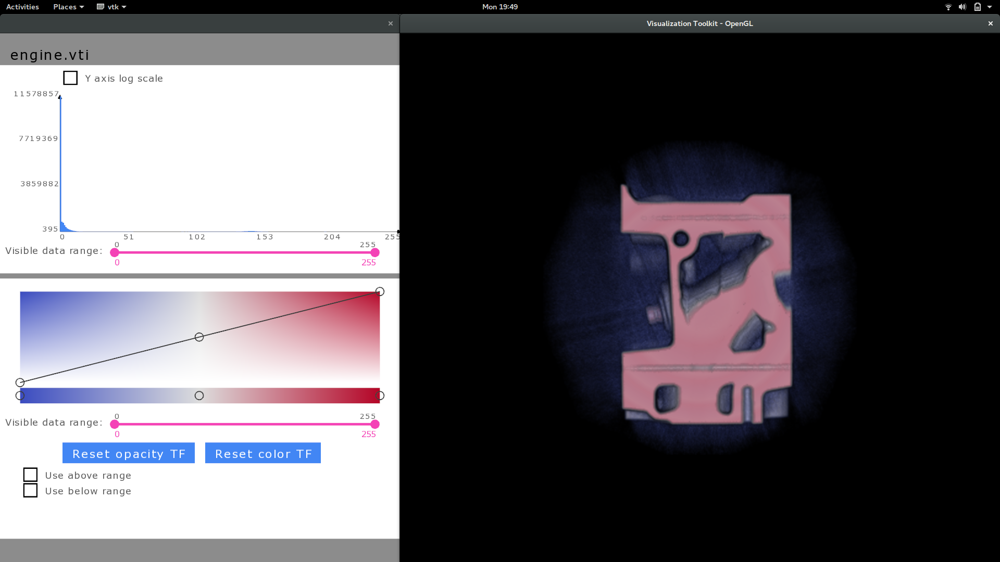 Activities Places vtk Mon 19:49
Visualization Toolkit - OpenGL
engine.vti
Y axis log scale
11578857
7719369
3859882
395
0 51 102 153 204 255
0 255
Visible data range:
0 255
0 255
Visible data range:
0 255
Reset opacity TF Reset color TF
Use above range
Use below range